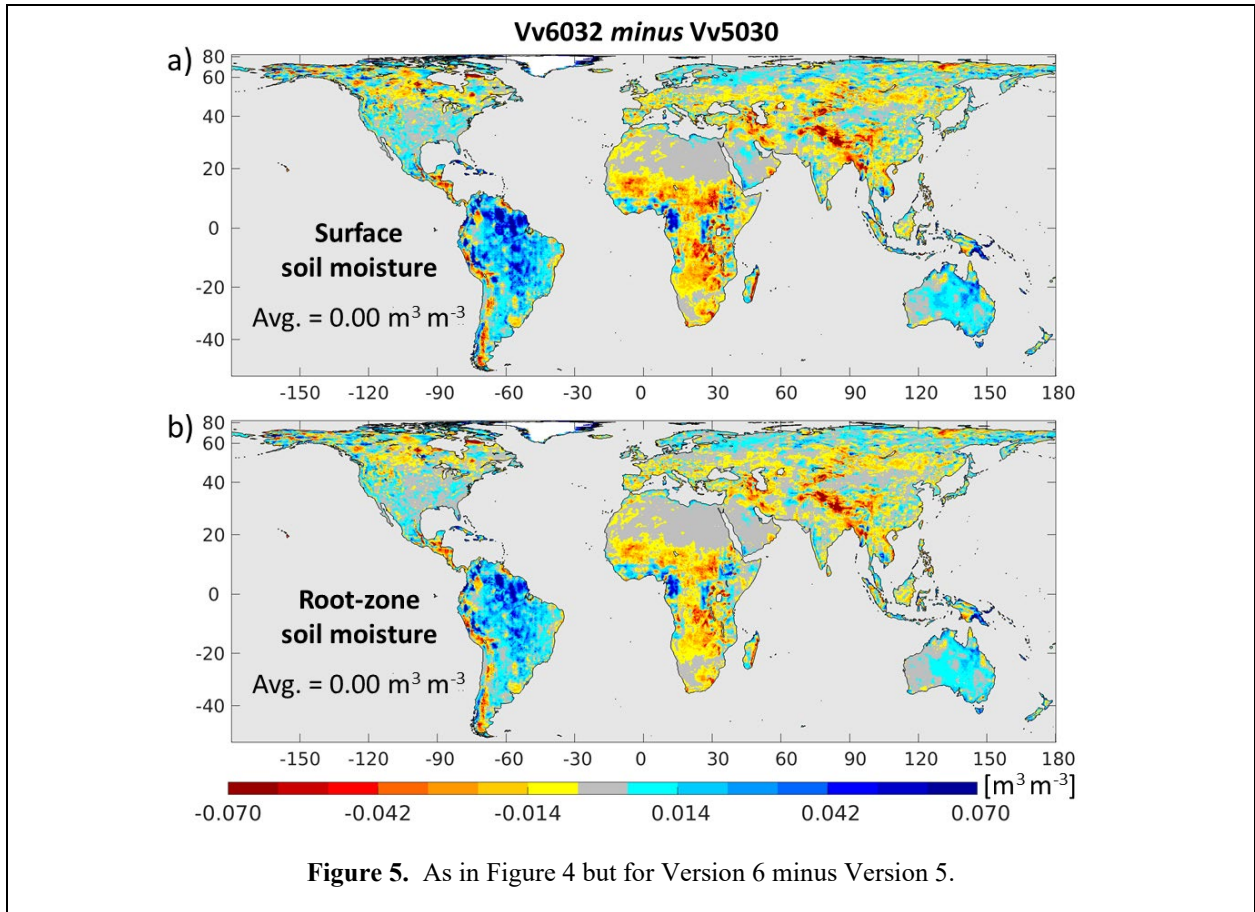 Vv6032 minus Vv5030
a)
80
60
40
20
0
-20
-40
Surface
soil moisture
Avg. = 0.00 m³ m⁻³
-150 -120 -90 -60 -30 0 30 60 90 120 150 180
b)
80
60
40
20
0
-20
-40
Root-zone
soil moisture
Avg. = 0.00 m³ m⁻³
-150 -120 -90 -60 -30 0 30 60 90 120 150 180
[m³ m⁻³]
-0.070 -0.042 -0.014 0.014 0.042 0.070
Figure 5. As in Figure 4 but for Version 6 minus Version 5.